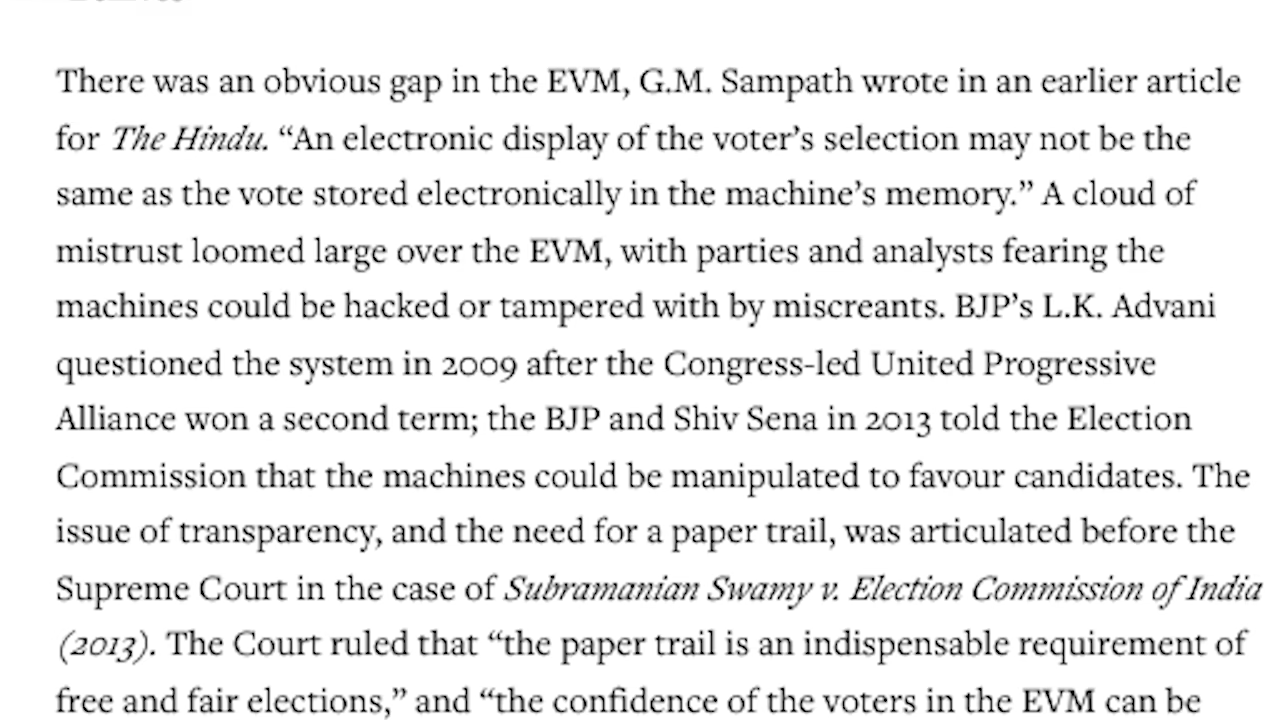 There was an obvious gap in the EVM, G.M. Sampath wrote in an earlier article
for The Hindu. “An electronic display of the voter’s selection may not be the
same as the vote stored electronically in the machine’s memory.” A cloud of
mistrust loomed large over the EVM, with parties and analysts fearing the
machines could be hacked or tampered with by miscreants. BJP’s L.K. Advani
questioned the system in 2009 after the Congress-led United Progressive
Alliance won a second term; the BJP and Shiv Sena in 2013 told the Election
Commission that the machines could be manipulated to favour candidates. The
issue of transparency, and the need for a paper trail, was articulated before the
Supreme Court in the case of Subramanian Swamy v. Election Commission of India
(2013). The Court ruled that “the paper trail is an indispensable requirement of
free and fair elections,” and “the confidence of the voters in the EVM can be